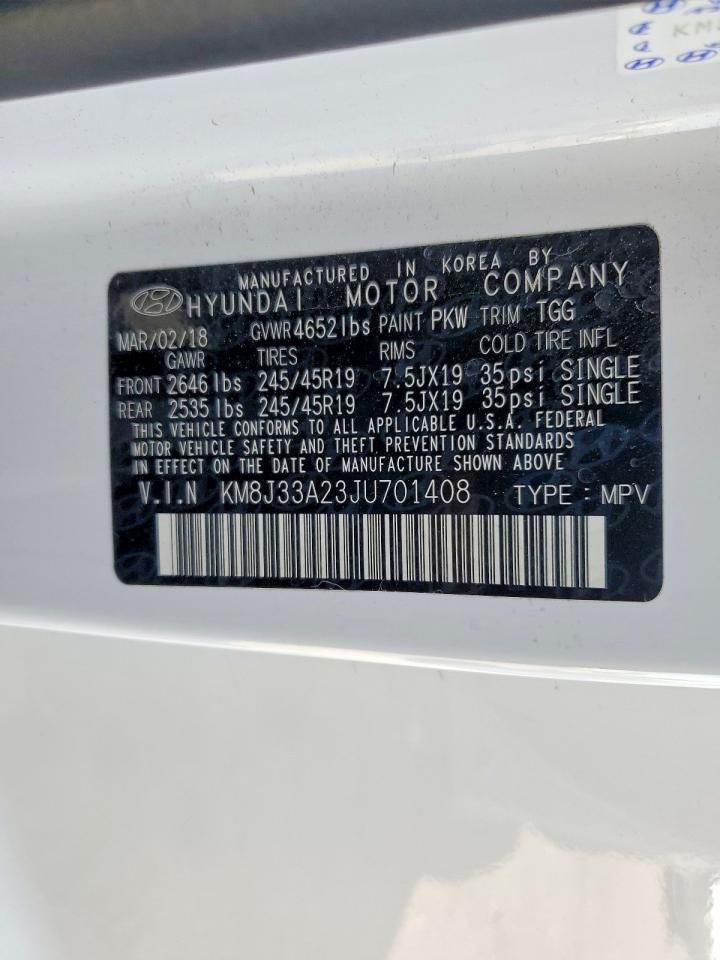 KM
MANUFACTURED IN KOREA BY
HYUNDAI MOTOR COMPANY
MAR/02/18 GVWR 4652lbs PAINT PKW TRIM TGG
GAWR TIRES RIMS COLD TIRE INFL
FRONT 2646 lbs 245/45R19 7.5JX19 35psi SINGLE
REAR 2535 lbs 245/45R19 7.5JX19 35psi SINGLE
THIS VEHICLE CONFORMS TO ALL APPLICABLE U.S.A. FEDERAL
MOTOR VEHICLE SAFETY AND THEFT PREVENTION STANDARDS
IN EFFECT ON THE DATE OF MANUFACTURE SHOWN ABOVE
V.I.N KM8J33A23JU701408 TYPE : MPV